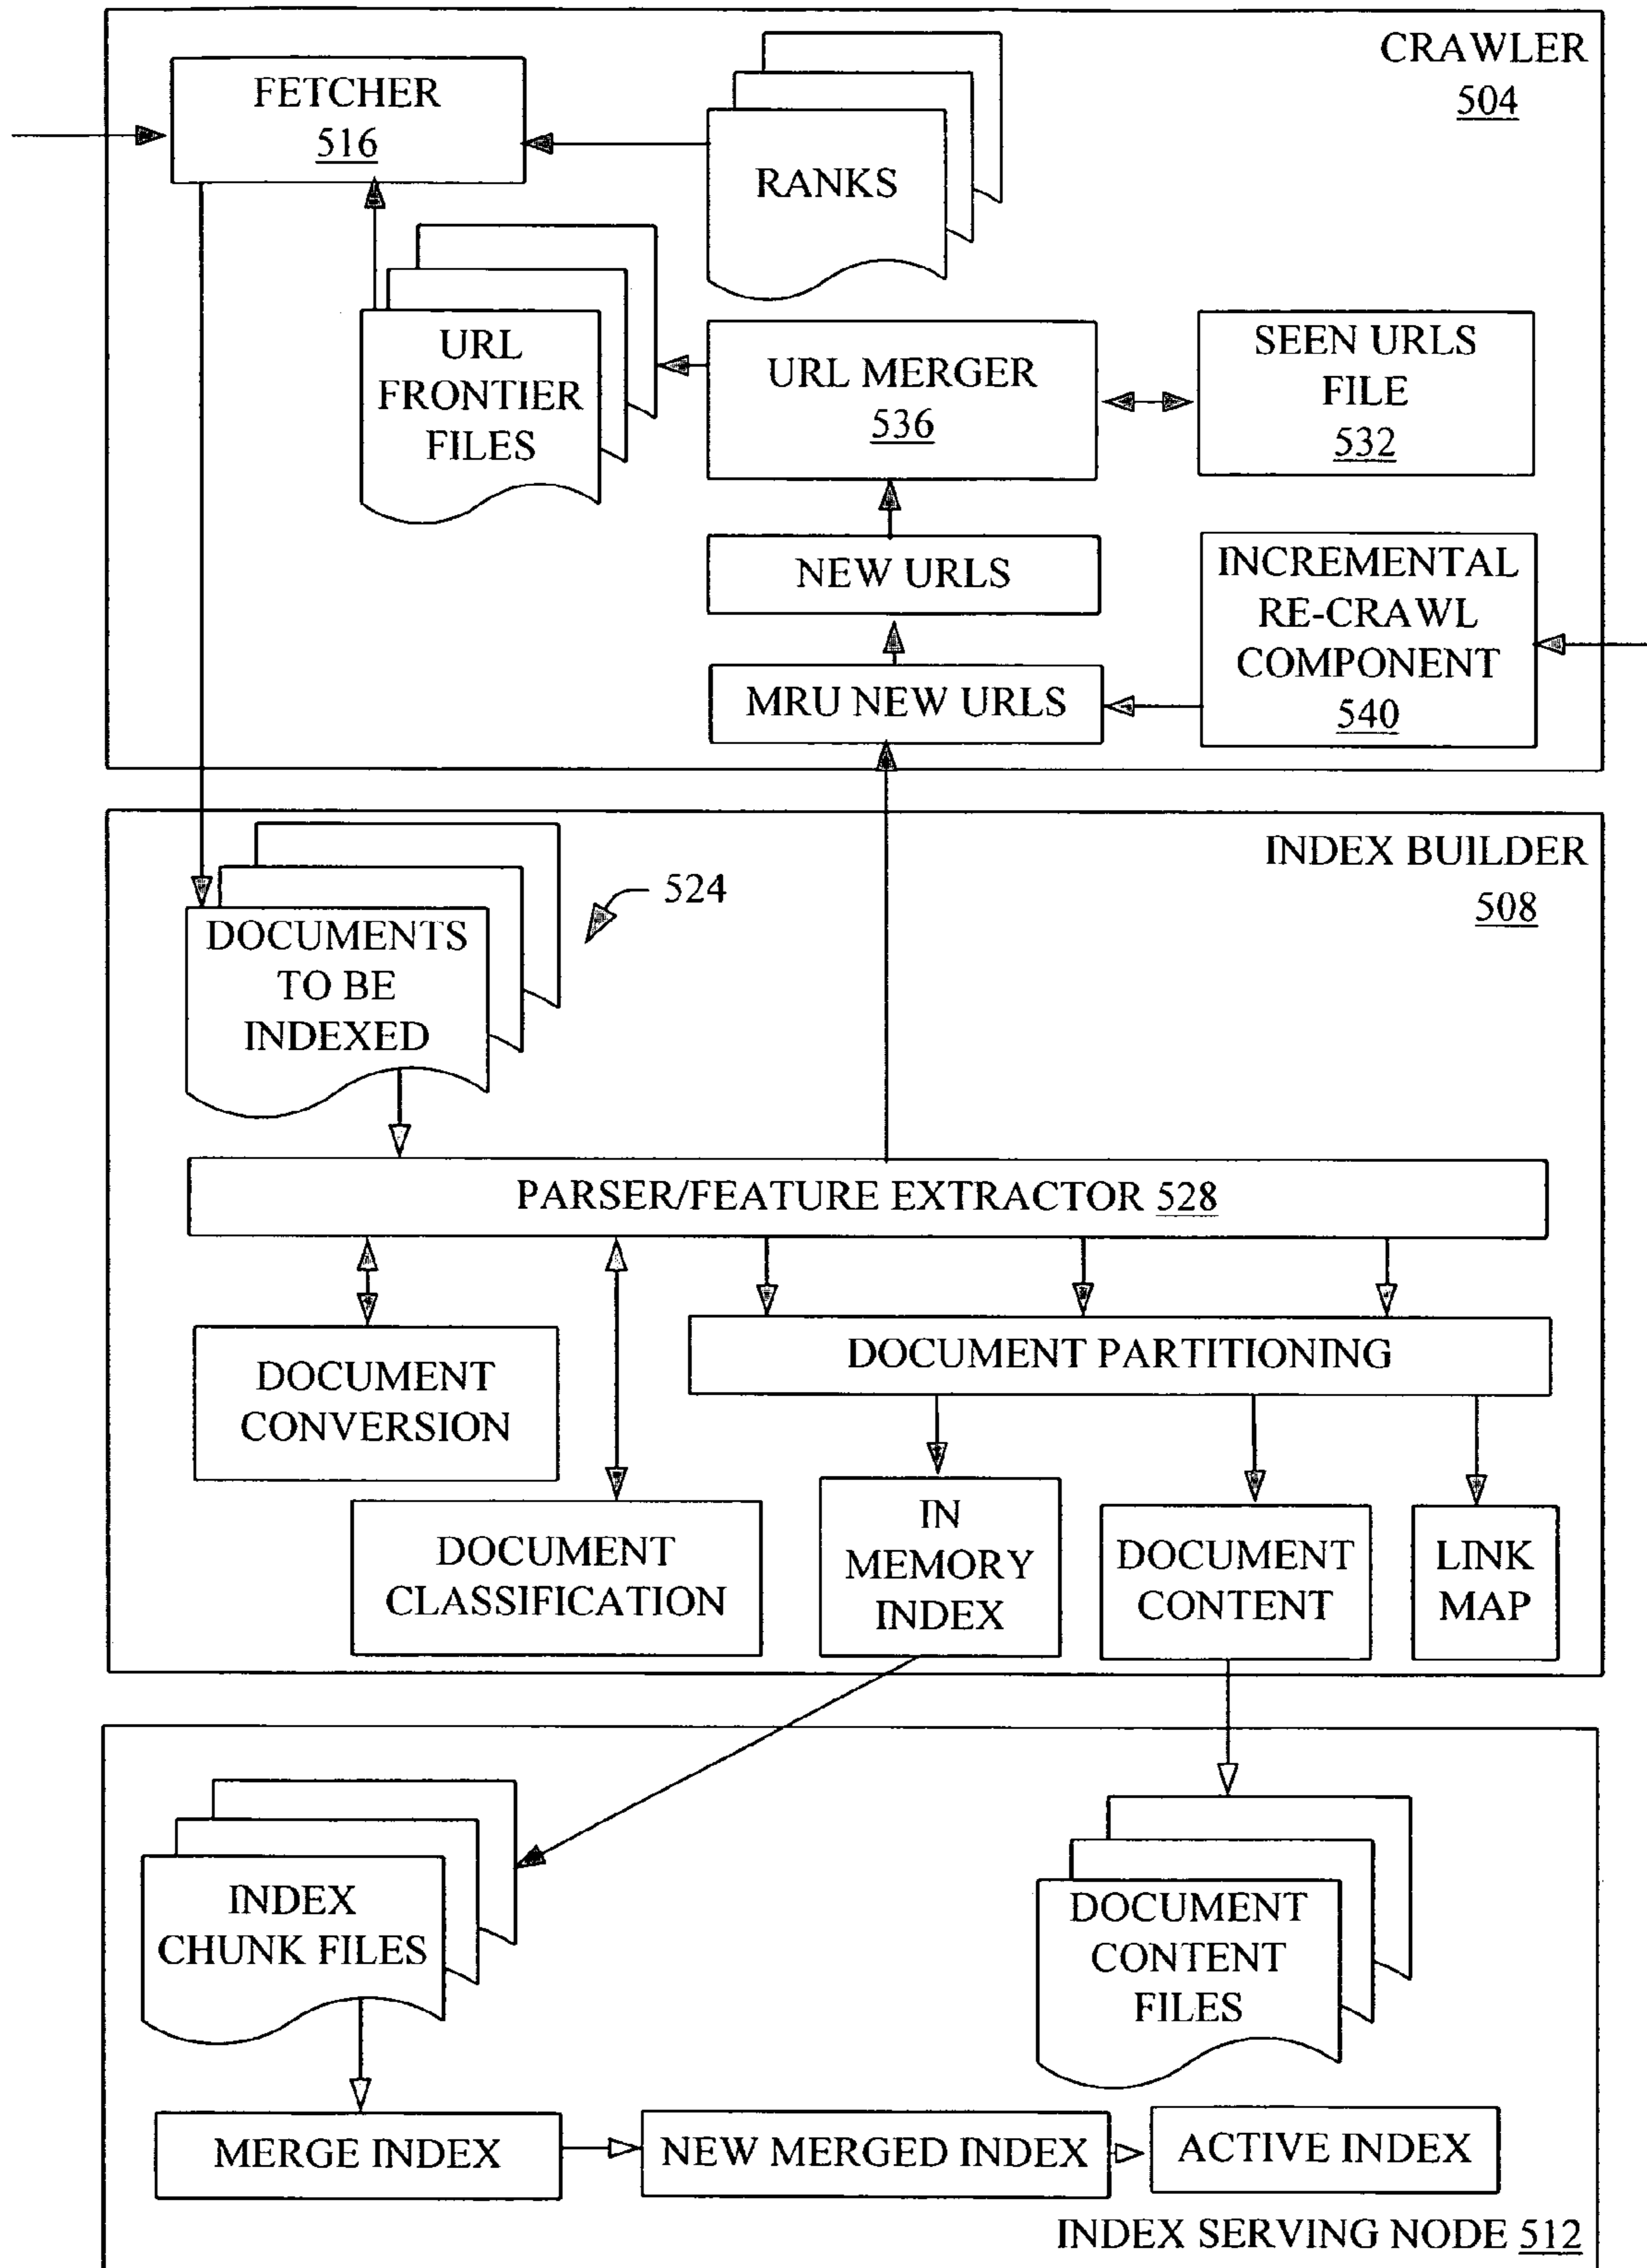 CRAWLER
504
FETCHER
516
RANKS
URL
FRONTIER
FILES
URL MERGER
536
SEEN URLS
FILE
532
NEW URLS
INCREMENTAL
RE-CRAWL
COMPONENT
540
MRU NEW URLS
INDEX BUILDER
508
524
DOCUMENTS
TO BE
INDEXED
PARSER/FEATURE EXTRACTOR 528
DOCUMENT PARTITIONING
DOCUMENT
CONVERSION
DOCUMENT
CLASSIFICATION
IN
MEMORY
INDEX
DOCUMENT
CONTENT
LINK
MAP
INDEX
CHUNK FILES
DOCUMENT
CONTENT
FILES
MERGE INDEX
NEW MERGED INDEX
ACTIVE INDEX
INDEX SERVING NODE 512